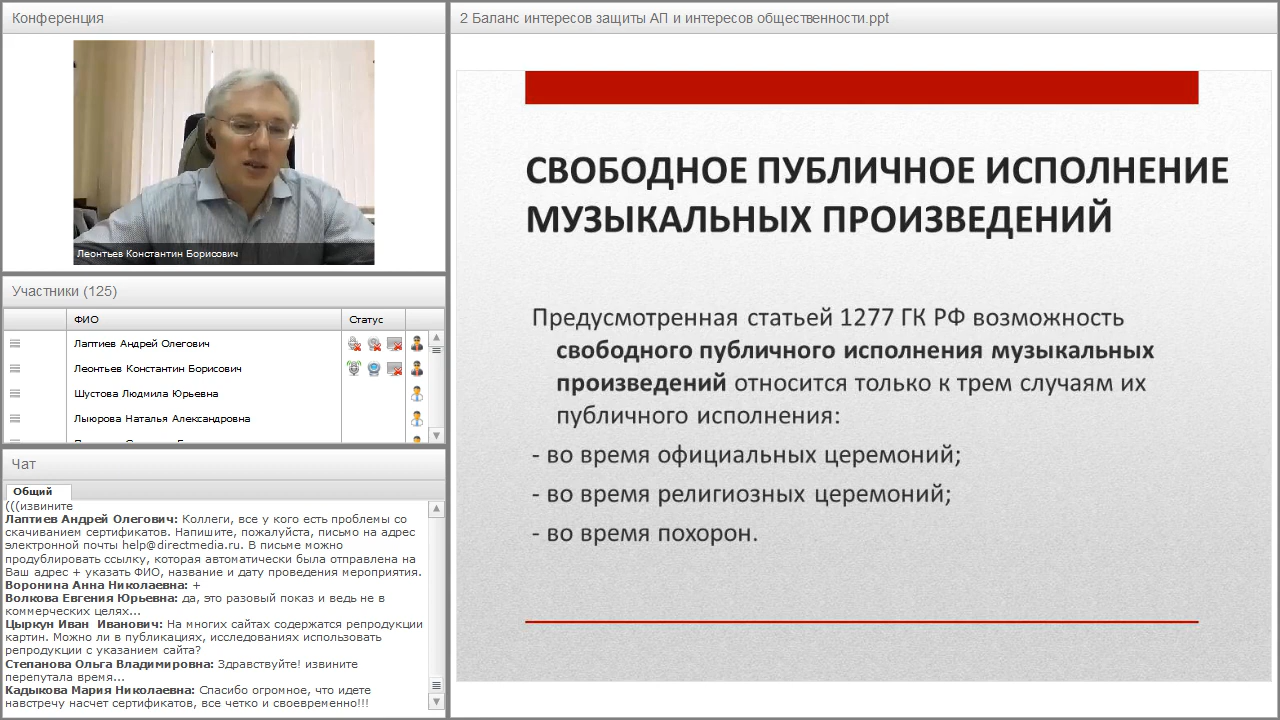 Конференция
Леонтьев Константин Борисович
Участники (125)
ФИО
Статус
Лаптиев Андрей Олегович
Леонтьев Константин Борисович
Шустова Людмила Юрьевна
Лыюрова Наталья Александровна
Чат
Общий
(((извините
Лаптиев Андрей Олегович: Коллеги, все у кого есть проблемы со
скачиванием сертификатов. Напишите, пожалуйста, письмо на адрес
электронной почты help@directmedia.ru. В письме можно
продублировать ссылку, которая автоматически была отправлена на
Ваш адрес + указать ФИО, название и дату проведения мероприятия.
Воронина Анна Николаевна: +
Волкова Евгения Юрьевна: да, это разовый показ и ведь не в
коммерческих целях...
Цыркун Иван Иванович: На многих сайтах содержатся репродукции
картин. Можно ли в публикациях, исследованиях использовать
репродукции с указанием сайта?
Степанова Ольга Владимировна: Здравствуйте! извините
перепутала время...
Кадыкова Мария Николаевна: Спасибо огромное, что идете
навстречу насчет сертификатов, все четко и своевременно!!!
2 Баланс интересов защиты АП и интересов общественности.ppt
СВОБОДНОЕ ПУБЛИЧНОЕ ИСПОЛНЕНИЕ
МУЗЫКАЛЬНЫХ ПРОИЗВЕДЕНИЙ
Предусмотренная статьей 1277 ГК РФ возможность
свободного публичного исполнения музыкальных
произведений относится только к трем случаям их
публичного исполнения:
- во время официальных церемоний;
- во время религиозных церемоний;
- во время похорон.